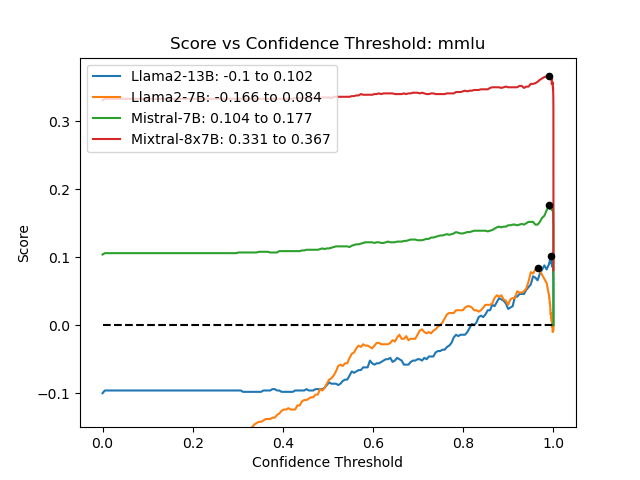 Score vs Confidence Threshold: mmlu
Llama2-13B: -0.1 to 0.102
Llama2-7B: -0.166 to 0.084
Mistral-7B: 0.104 to 0.177
Mixtral-8x7B: 0.331 to 0.367
Score
0.3
0.2
0.1
0.0
−0.1
0.0 0.2 0.4 0.6 0.8 1.0
Confidence Threshold